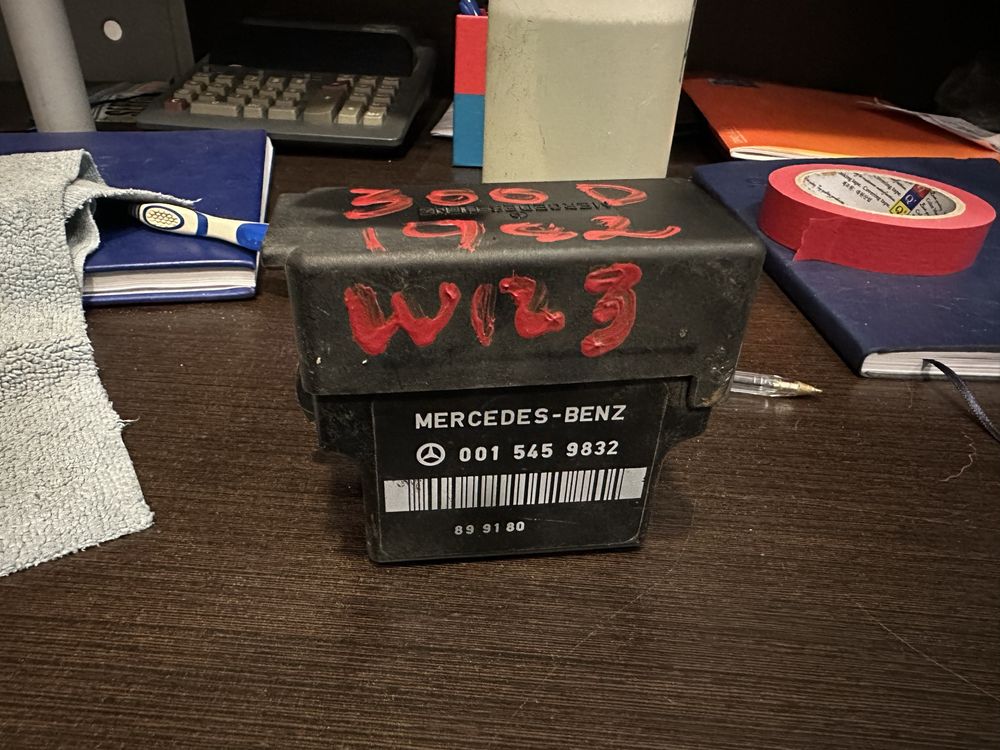 300D
1982
W123
MERCEDES-BENZ
001 545 9832
89 91 80